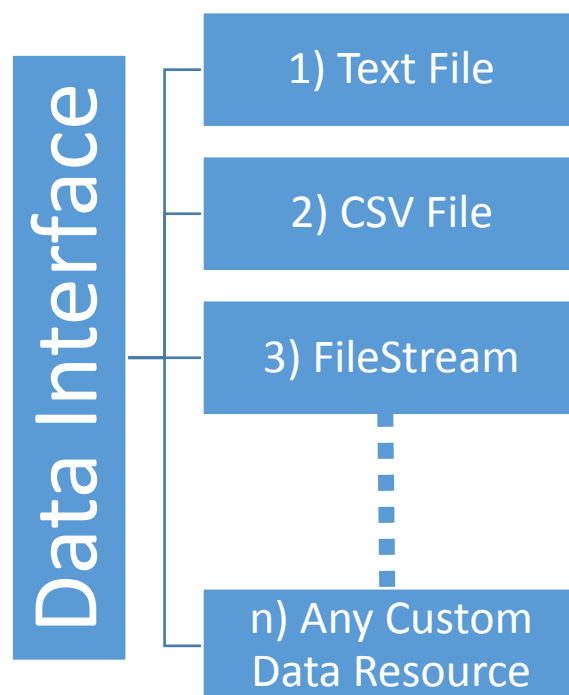 Data Interface
1) Text File
2) CSV File
3) FileStream
n) Any Custom
Data Resource